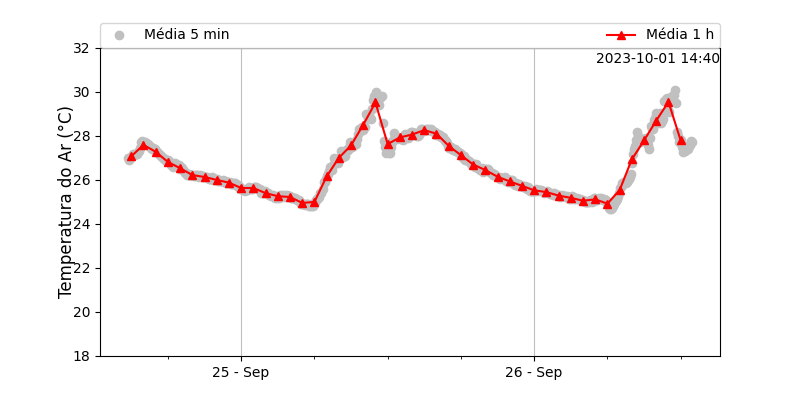 Média 5 min
Média 1 h
2023-10-01 14:40
Temperatura do Ar (°C)
32
30
28
26
24
22
20
18
25 - Sep
26 - Sep